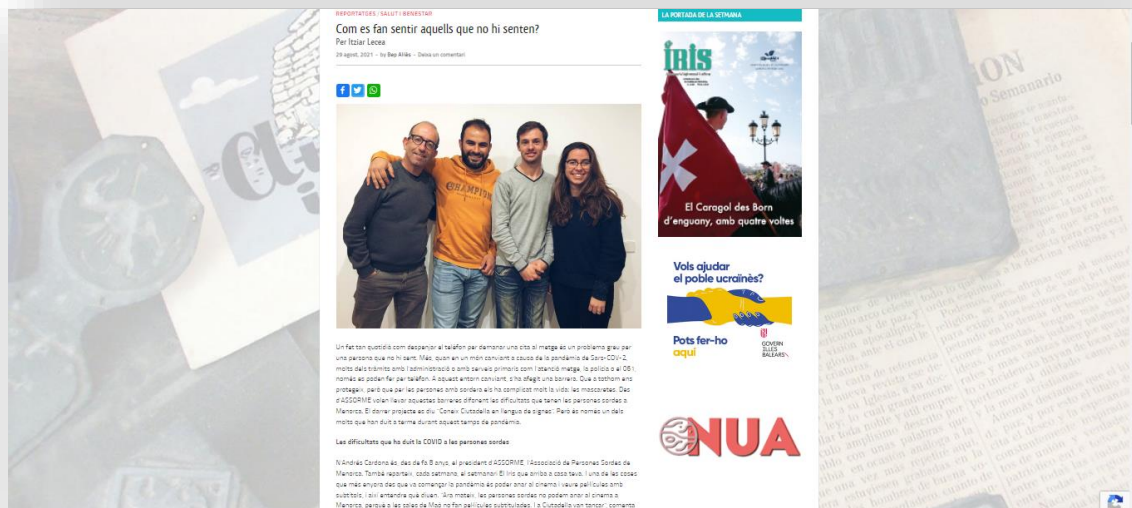 REPORTATGES / SALUT I BENESTAR
Com es fan sentir aquells que no hi senten?
Per Itziar Lecea
29 agost, 2021 - by Bep Allès - Deixa un comentari
Un fet tan quotidià com despenjar el telèfon per demanar una cita al metge és un problema greu per
una persona que no hi sent. Més, quan en un món canviant a causa de la pandèmia de Sars-COV-2,
molts dels tràmits amb l'administració o amb serveis primaris com l'atenció metge, la policia o el 061,
només es poden fer per telèfon. A aquest entorn canviant, s'ha afegit una barrera. Que a tothom ens
protegeix, però que per les persones amb sordera els ha complicat molt la vida: les mascaretes. Des
d'ASSORME volen llevar aquestes barreres difonent les dificultats que tenen les persones sordes a
Menorca. El darrer projecte es diu "Coneix Ciutadella en llengua de signes". Però és només un dels
molts que han duit a terme durant aquest temps de pandèmia.
Les dificultats que ha duit la COVID a les persones sordes
N'Andrés Cardona és, des de fa 8 anys, el president d'ASSORME, l'Associació de Persones Sordes de
Menorca. També reparteix, cada setmana, el setmanari El Iris que arriba a casa teva. I una de les coses
que més enyora des que va començar la pandèmia és poder anar al cinema i veure pel·lícules amb
subtítols, i així entendre què diuen. "Ara mateix, les persones sordes no podem anar al cinema a
Menorca, perquè a les sales de Maó no fan pel·lícules subtitulades, i a Ciutadella van tancar" comenta
LA PORTADA DE LA SETMANA
IRIS
El Caragol des Born
d'enguany, amb quatre voltes
Vols ajudar
el poble ucraïnès?
Pots fer-ho
aquí
GOVERN
ILLES
BALEARS
NUA
ION
Semanario